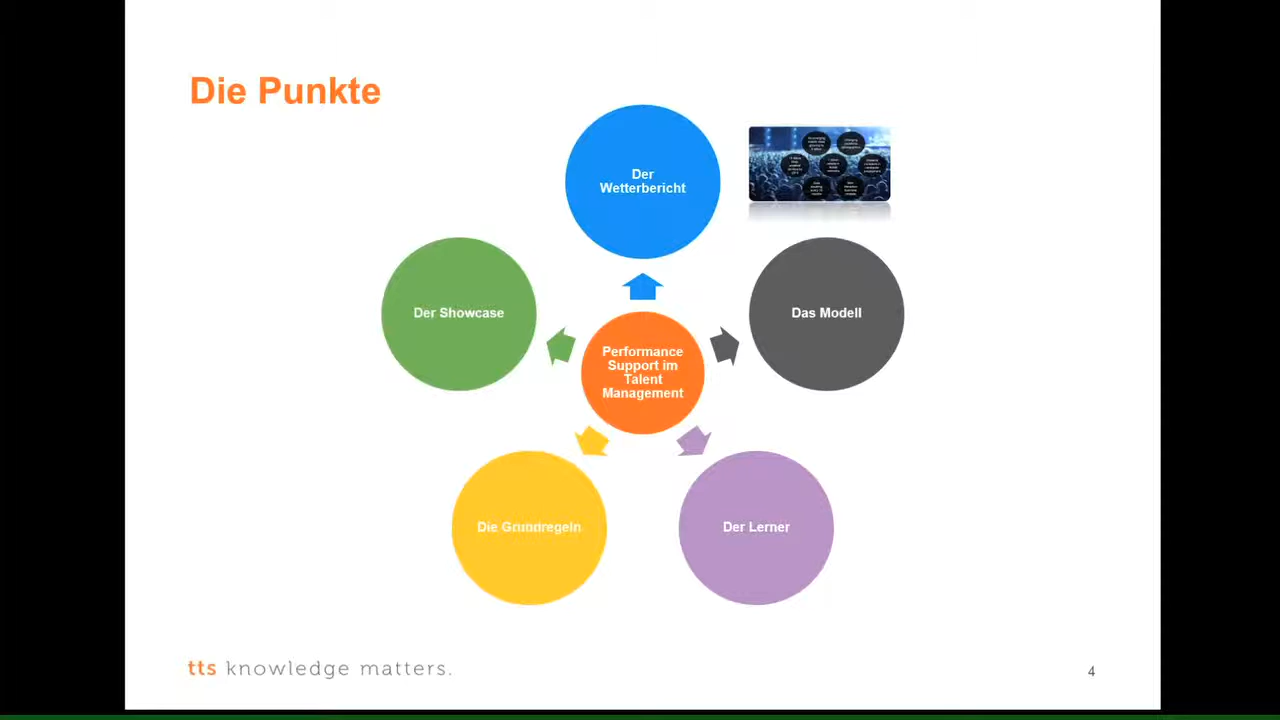 Die Punkte
Der
Wetterbericht
Der Showcase
Das Modell
Performance
Support im
Talent
Management
Die Grundregeln
Der Lerner
tts knowledge matters.
4